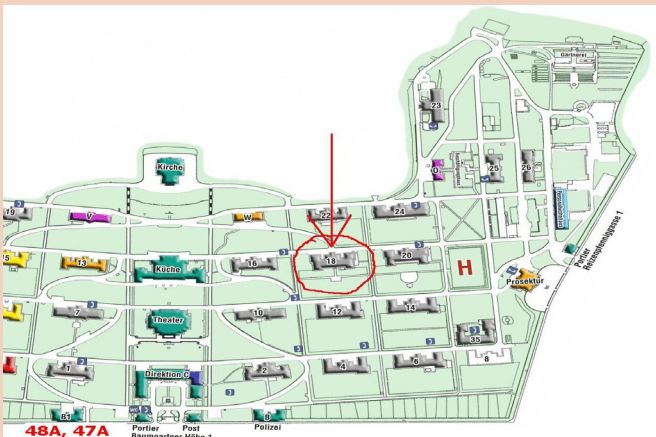 Gärtnerei
23
Kirche
D
25
26
19
V
W
22
24
15
13
Küche
16
18
20
H
Prosektur
Portier
Reizenpfenniggasse 1
7
Theater
10
12
14
35
8
1
Direktion C
2
4
6
B1
Portier
Baumgartner Höhe 1
Post
B
Polizei
48A, 47A